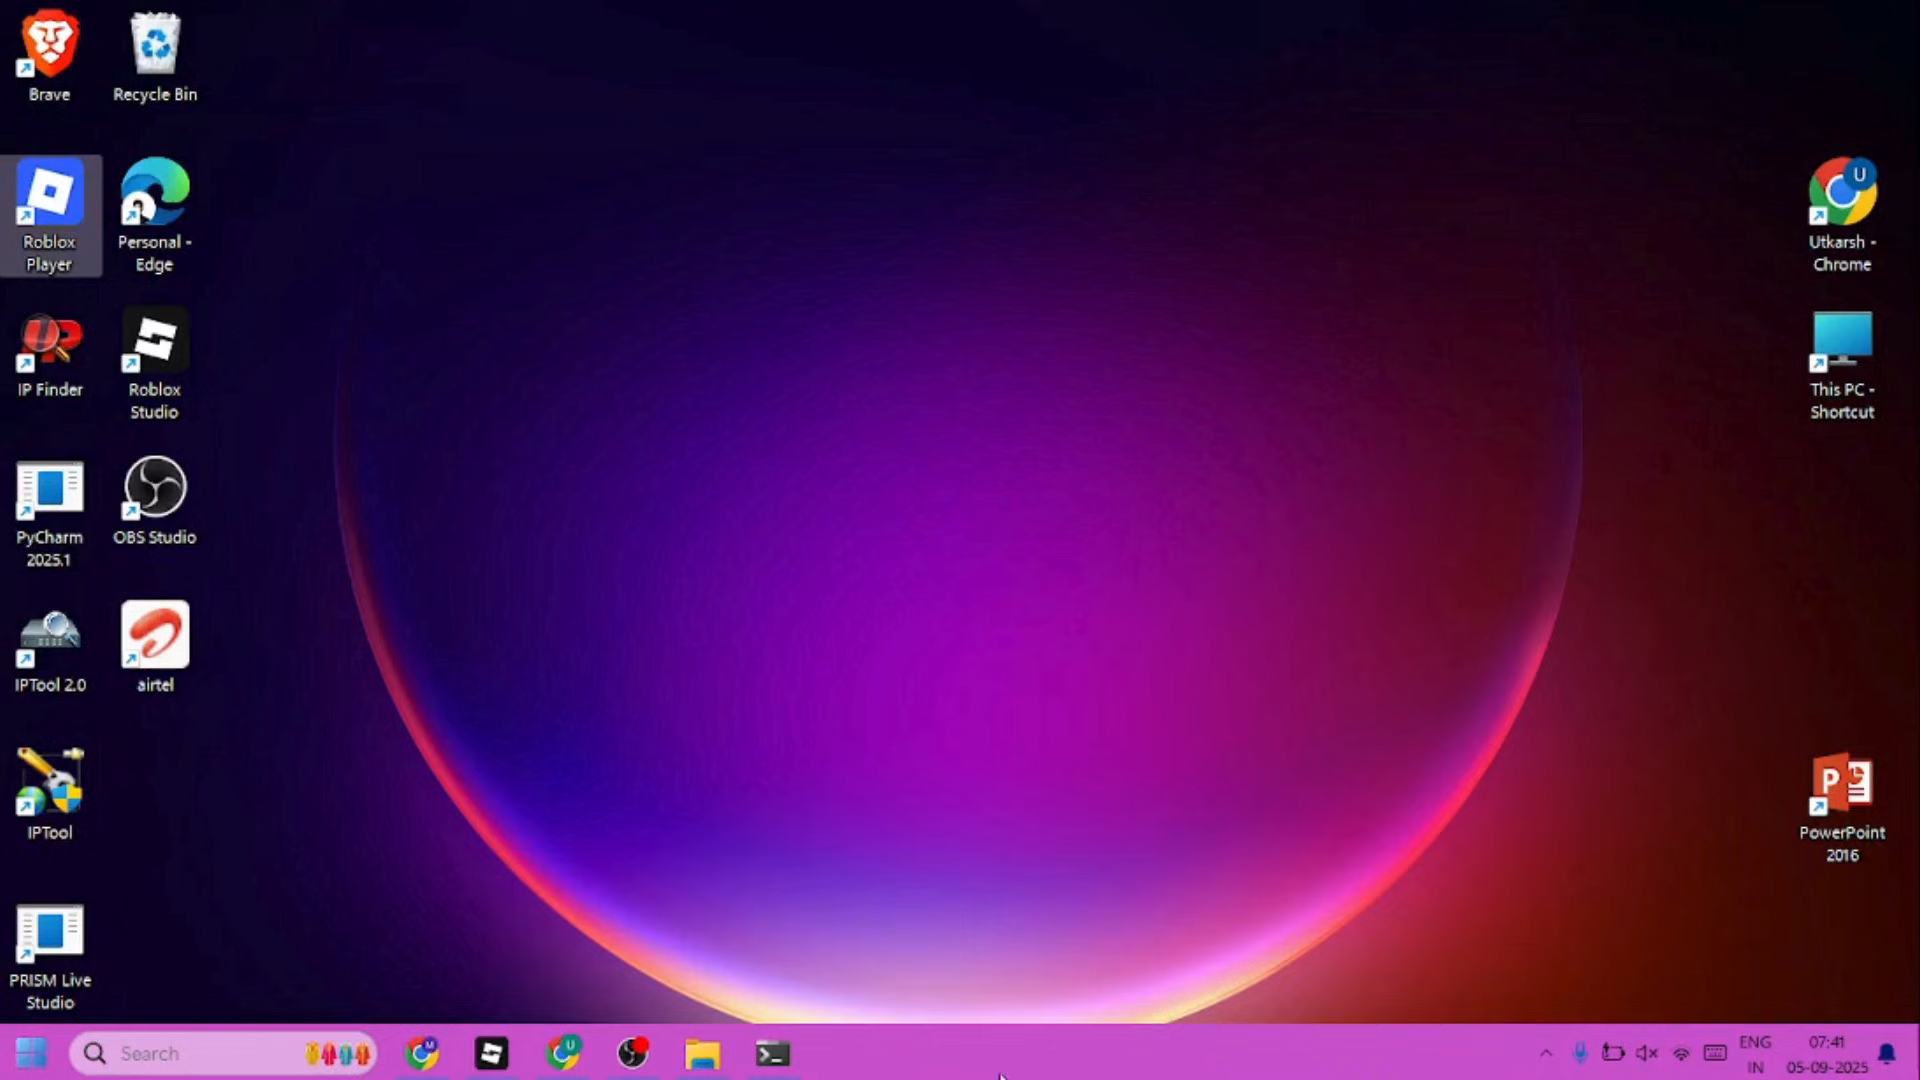 Brave
Recycle Bin
Roblox
Player
Personal -
Edge
U
Utkarsh -
Chrome
IP
IP Finder
Roblox
Studio
This PC -
Shortcut
PyCharm
2025.1
OBS Studio
IPTool 2.0
airtel
IPTool
P
PowerPoint
2016
PRISM Live
Studio
Search
M
U
ENG
IN
07:41
05-09-2025